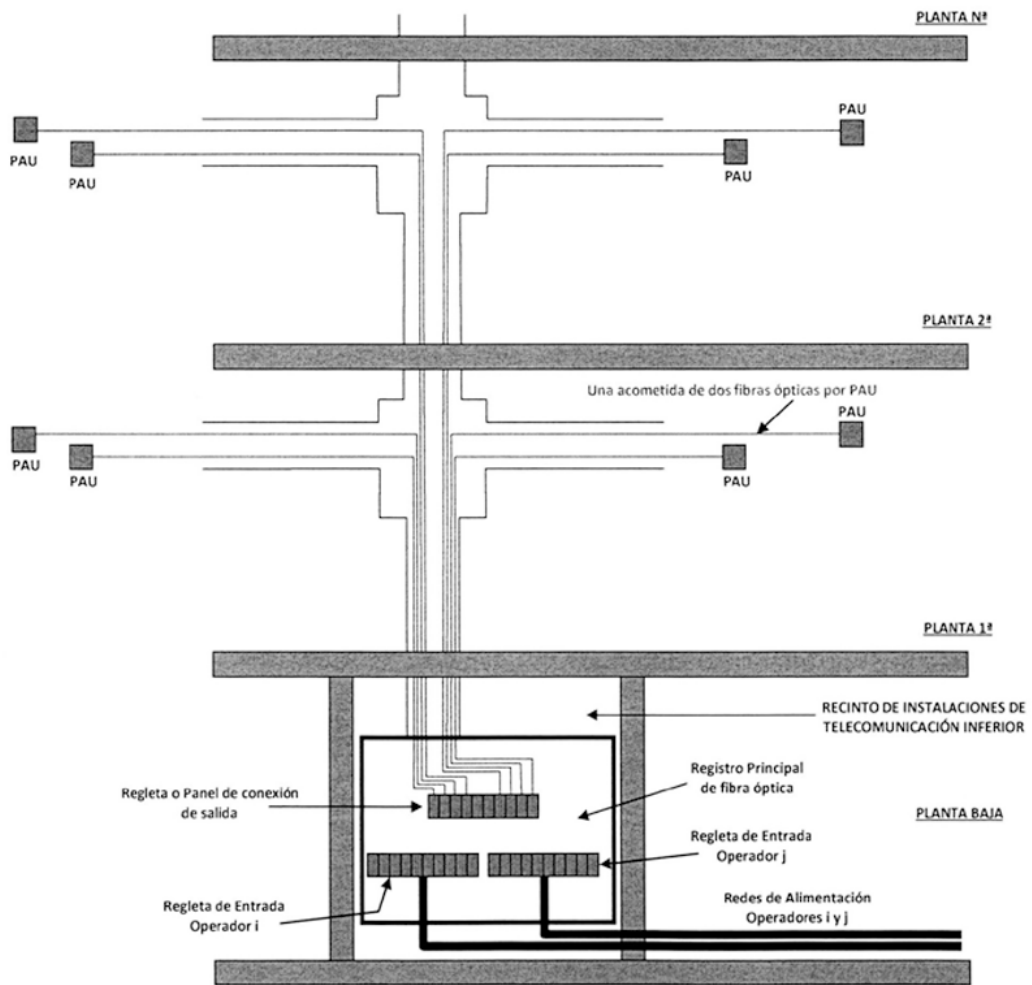 PLANTA Nª
PAU
PAU
PAU
PAU
PLANTA 2ª
Una acometida de dos fibras ópticas por PAU
PAU
PAU
PAU
PAU
PLANTA 1ª
RECINTO DE INSTALACIONES DE
TELECOMUNICACIÓN INFERIOR
Registro Principal
de fibra óptica
Regleta o Panel de conexión
de salida
PLANTA BAJA
Regleta de Entrada
Operador j
Regleta de Entrada
Operador i
Redes de Alimentación
Operadores i y j